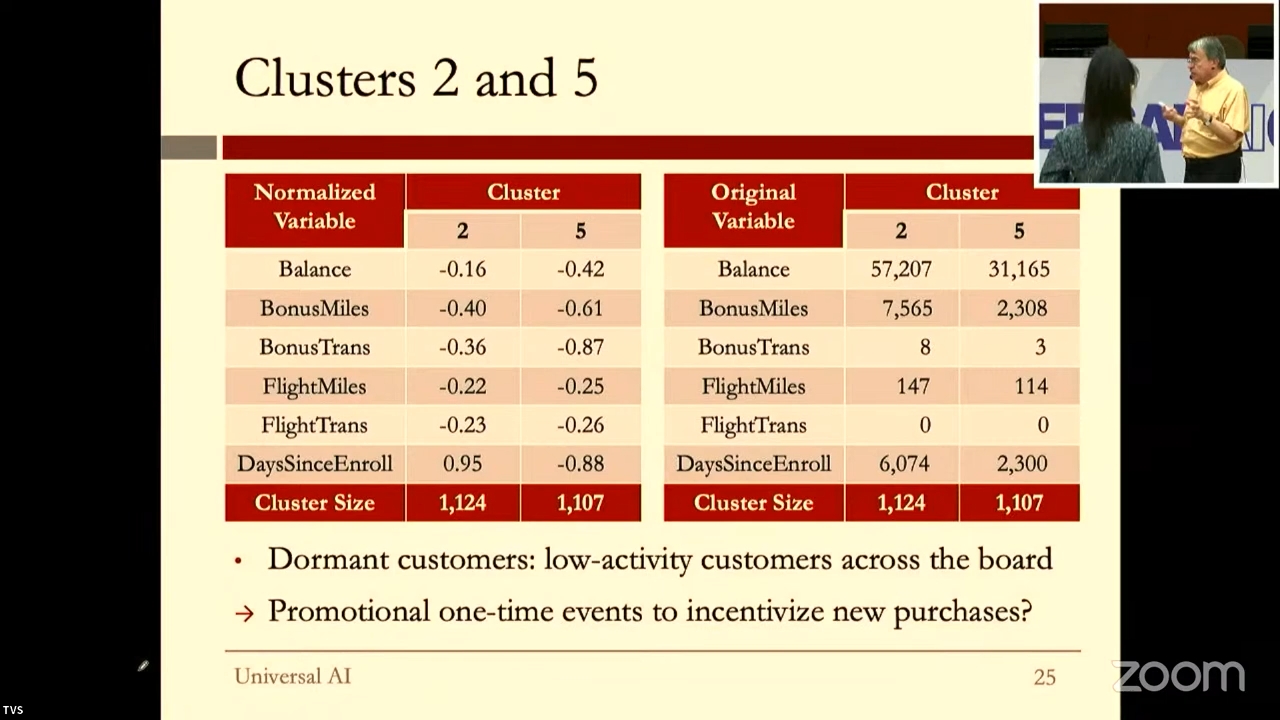 Clusters 2 and 5
Normalized Variable Cluster
2 5
Balance -0.16 -0.42
BonusMiles -0.40 -0.61
BonusTrans -0.36 -0.87
FlightMiles -0.22 -0.25
FlightTrans -0.23 -0.26
DaysSinceEnroll 0.95 -0.88
Cluster Size 1,124 1,107
Original Variable Cluster
2 5
Balance 57,207 31,165
BonusMiles 7,565 2,308
BonusTrans 8 3
FlightMiles 147 114
FlightTrans 0 0
DaysSinceEnroll 6,074 2,300
Cluster Size 1,124 1,107
• Dormant customers: low-activity customers across the board
→ Promotional one-time events to incentivize new purchases?
Universal AI 25
zoom
TVS